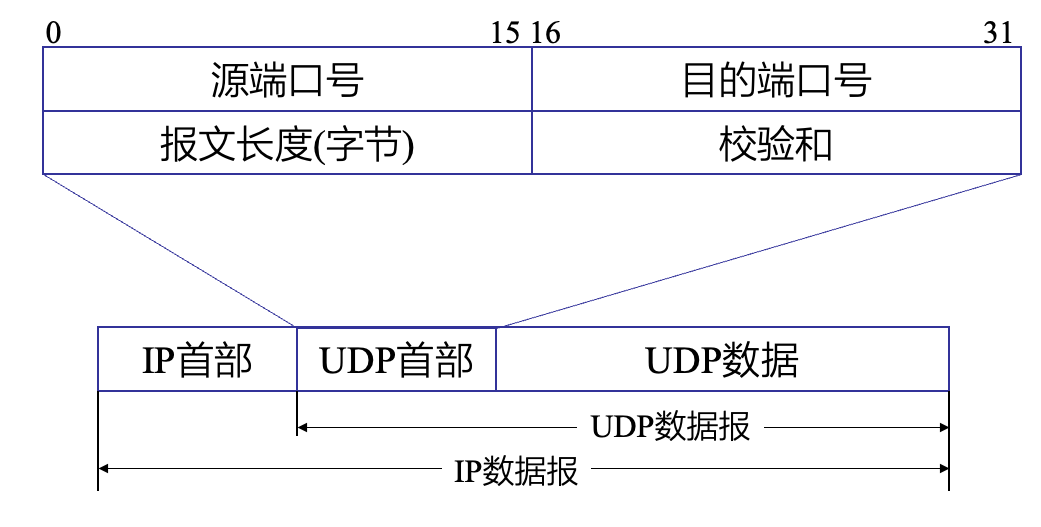 0 15 16 31
源端口号 目的端口号
报文长度(字节) 校验和
IP首部 UDP首部 UDP数据
UDP数据报
IP数据报